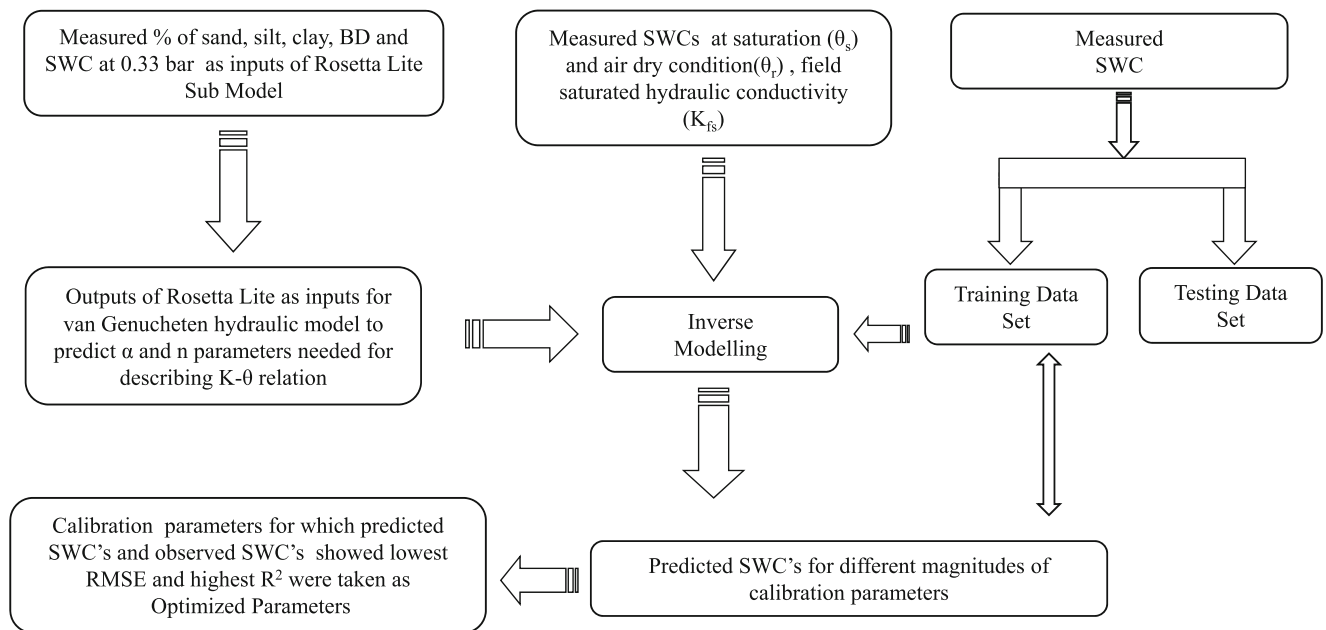 Measured % of sand, silt, clay, BD and
SWC at 0.33 bar as inputs of Rosetta Lite
Sub Model
Measured SWCs at saturation (θs)
and air dry condition(θr) , field
saturated hydraulic conductivity
(Kfs)
Measured
SWC
Outputs of Rosetta Lite as inputs for
van Genucheten hydraulic model to
predict α and n parameters needed for
describing K-θ relation
Inverse
Modelling
Training Data
Set
Testing Data
Set
Calibration parameters for which predicted
SWC's and observed SWC's showed lowest
RMSE and highest R² were taken as
Optimized Parameters
Predicted SWC's for different magnitudes of
calibration parameters